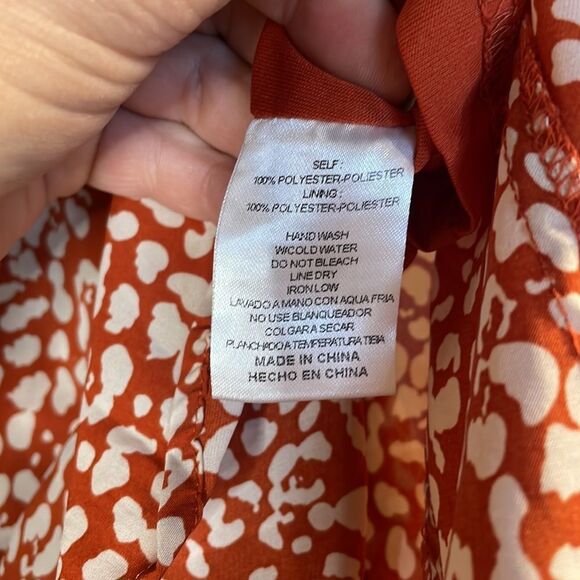 SELF:
100% POLYESTER-POLIESTER
LINING:
100% POLYESTER-POLIESTER
HAND WASH
W/COLD WATER
DO NOT BLEACH
LINE DRY
IRON LOW
LAVADO A MANO CON AQUA FRIA
NO USE BLANQUEADOR
COLGAR A SECAR
PLANCHADO A TEMPERATURA TIBIA
MADE IN CHINA
HECHO EN CHINA